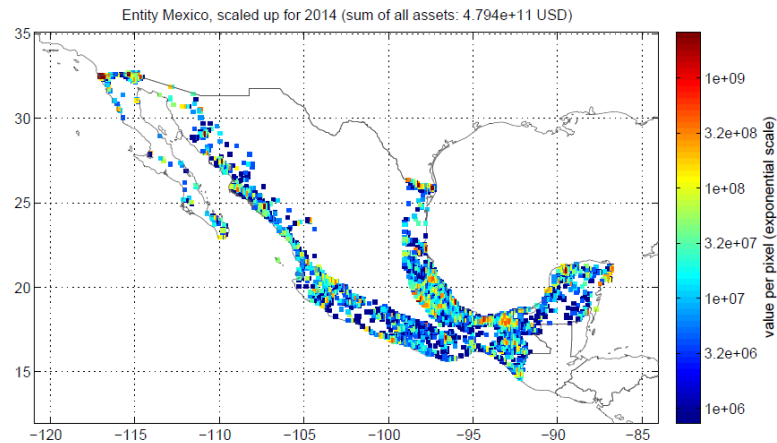 Entity Mexico, scaled up for 2014 (sum of all assets: 4.794e+11 USD)
35
30
25
20
15
−120
−115
−110
−105
−100
−95
−90
−85
1e+09
3.2e+08
1e+08
3.2e+07
1e+07
3.2e+06
1e+06
value per pixel (exponential scale)